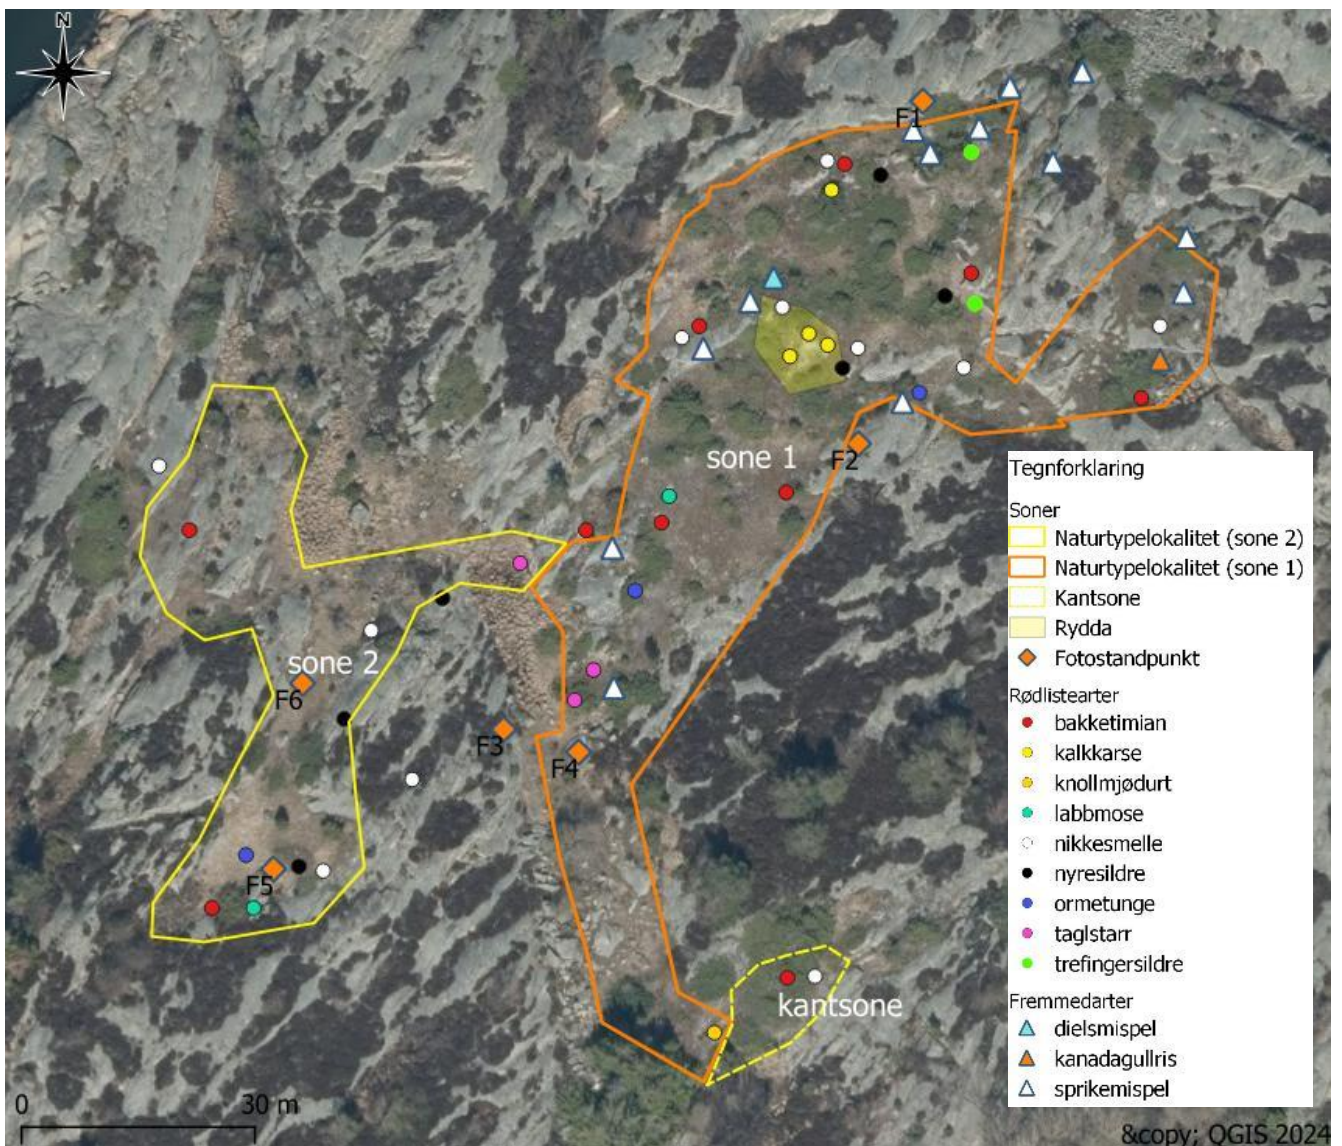 N
F1
sone 1
F2
sone 2
F6
F3
F4
F5
kantsone
0 30 m
Tegnforklaring
Soner
Naturtypelokalitet (sone 2)
Naturtypelokalitet (sone 1)
Kantsone
Rydda
Fotostandpunkt
Rødlistearter
bakketimian
kalkkarse
knollmjødurt
labbmose
nikkesmelle
nyresildre
ormetunge
taglstarr
trefingersildre
Fremmedarter
dielsmispel
kanadagullris
sprikemispel
&copy; QGIS 2024